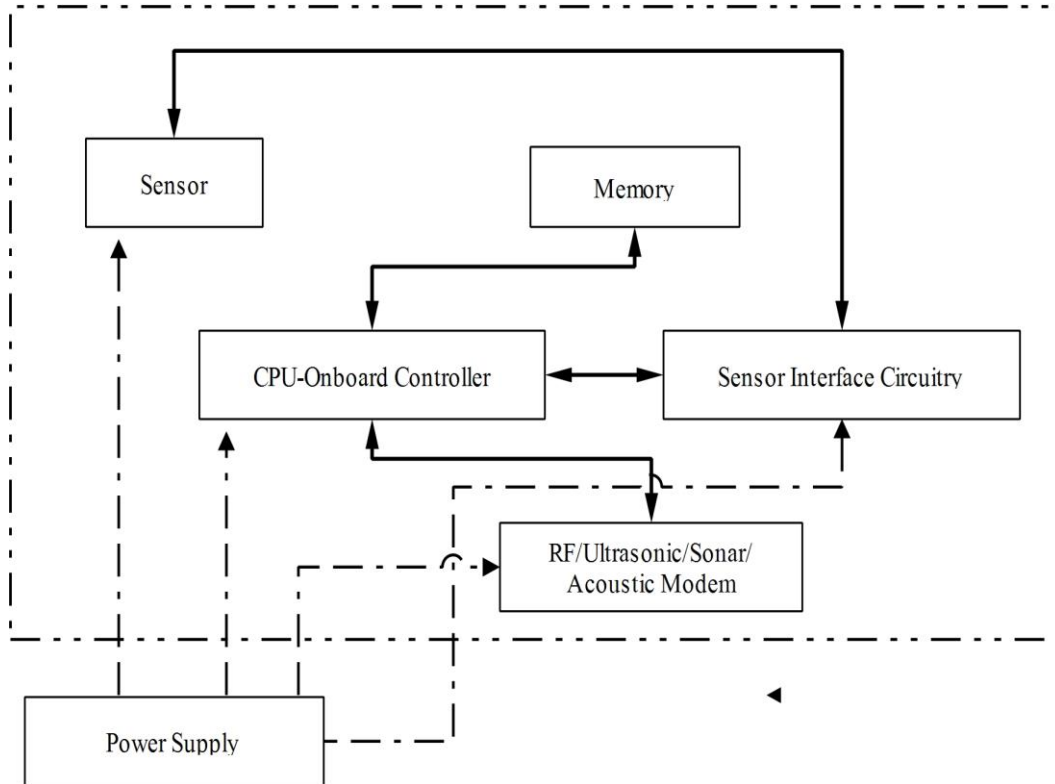 Sensor
Memory
CPU-Onboard Controller
Sensor Interface Circuitry
RF/Ultrasonic/Sonar/
Acoustic Modem
Power Supply